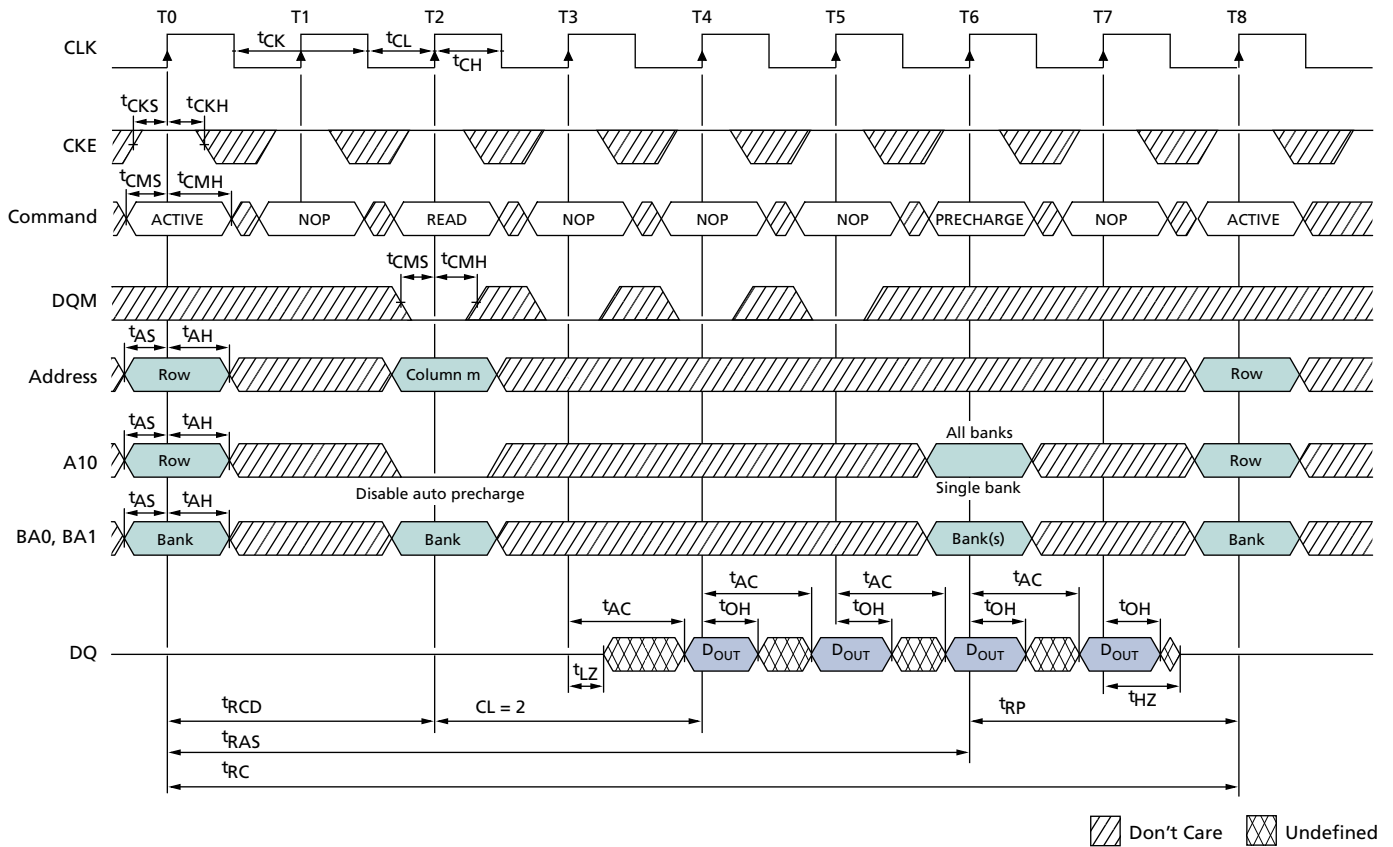 T0 T1 T2 T3 T4 T5 T6 T7 T8
CLK
tCK tCL
tCH
tCKS tCKH
CKE
tCMS tCMH
Command ACTIVE NOP READ NOP NOP NOP PRECHARGE NOP ACTIVE
tCMS tCMH
DQM
tAS tAH
Address Row Column m Row
tAS tAH
All banks
A10 Row Row
Disable auto precharge Single bank
tAS tAH
BA0, BA1 Bank Bank Bank(s) Bank
tAC tAC tAC
tAC tOH tOH tOH tOH
DQ DOUT DOUT DOUT DOUT
tLZ tHZ
tRCD CL = 2 tRP
tRAS
tRC
Don't Care Undefined